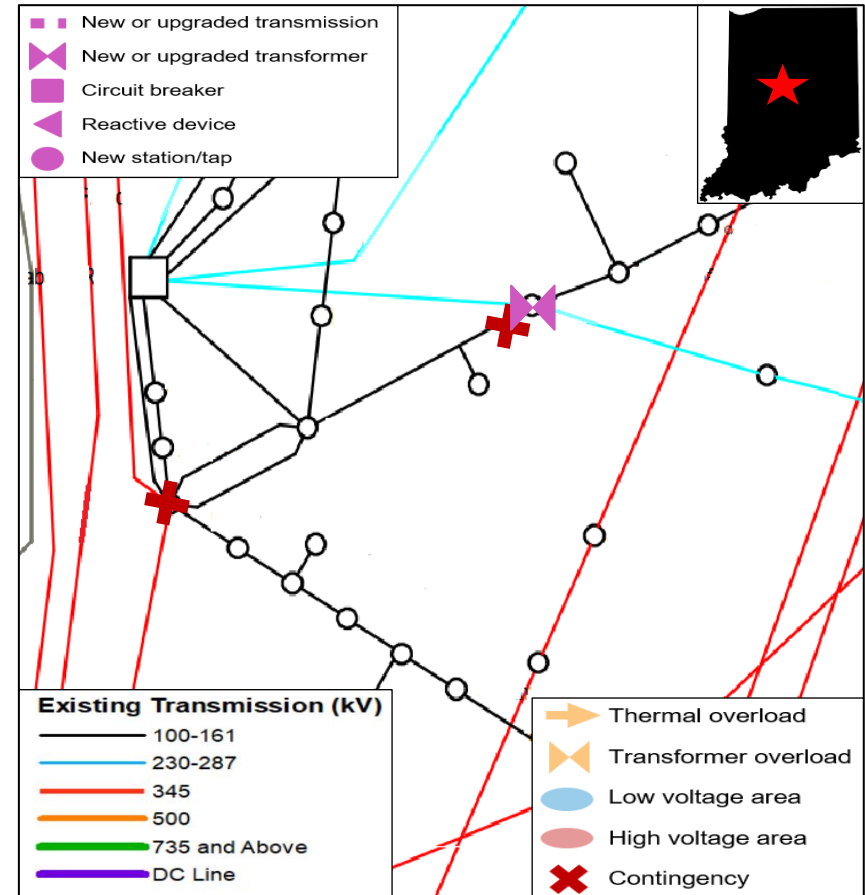 New or upgraded transmission
New or upgraded transformer
Circuit breaker
Reactive device
New station/tap
ab
R
Existing Transmission (kV)
100-161
230-287
345
500
735 and Above
DC Line
Thermal overload
Transformer overload
Low voltage area
High voltage area
Contingency